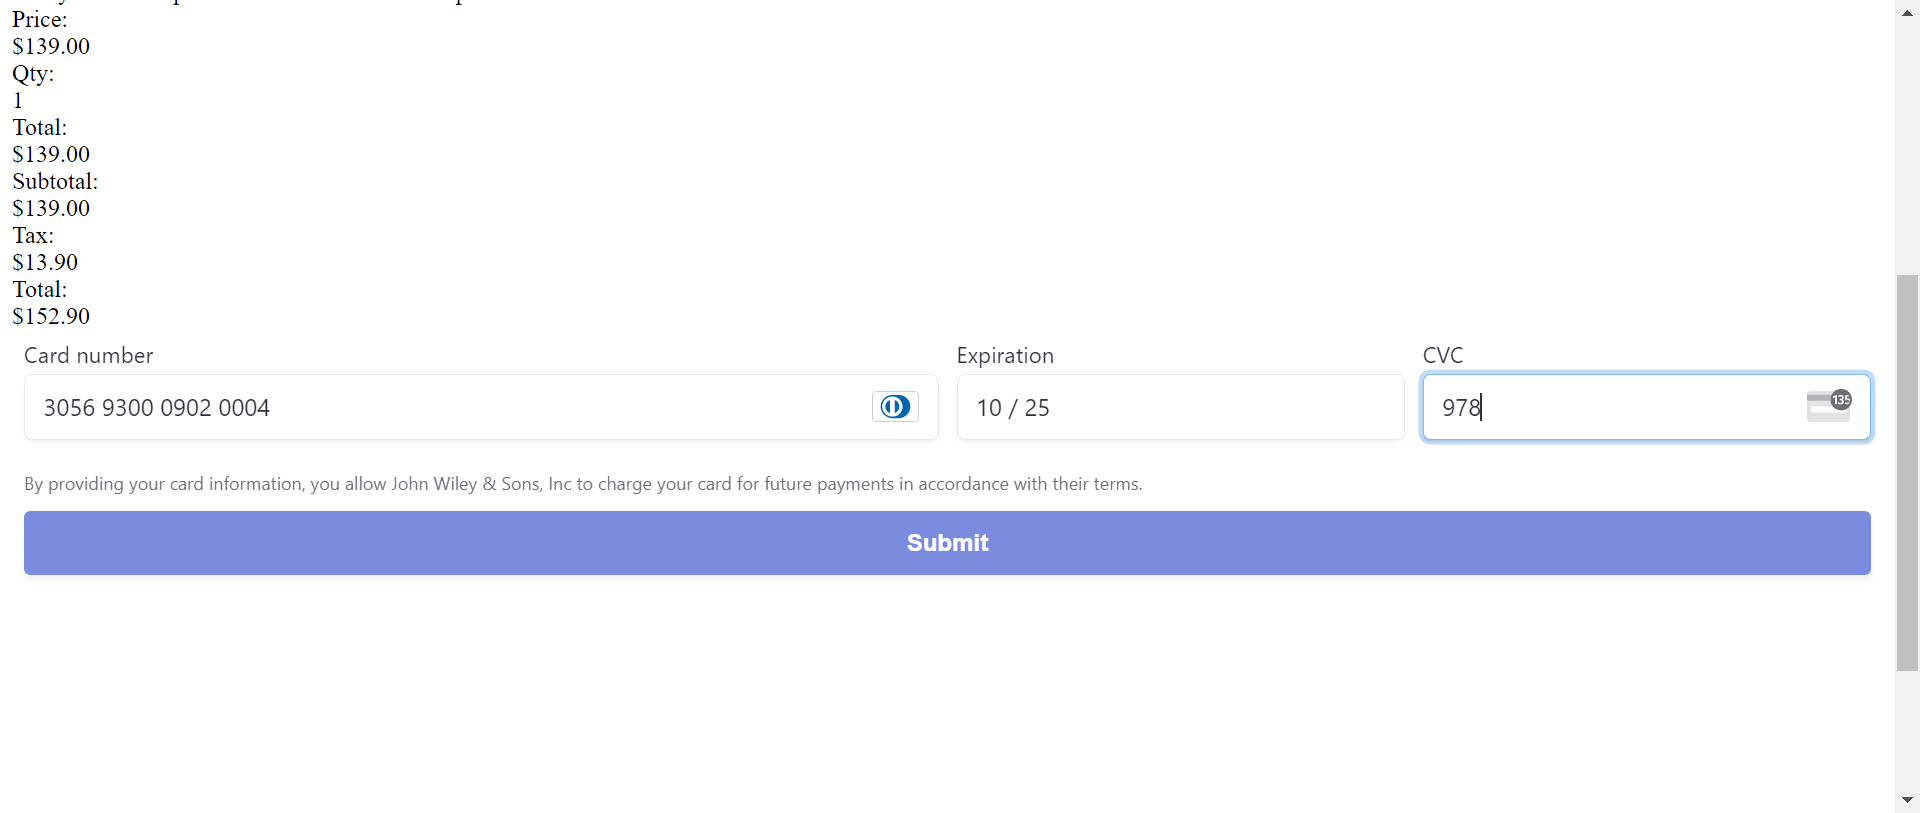 Price:
$139.00
Qty:
1
Total:
$139.00
Subtotal:
$139.00
Tax:
$13.90
Total:
$152.90
Card number
Expiration
CVC
3056 9300 0902 0004
10 / 25
978
135
By providing your card information, you allow John Wiley & Sons, Inc to charge your card for future payments in accordance with their terms.
Submit